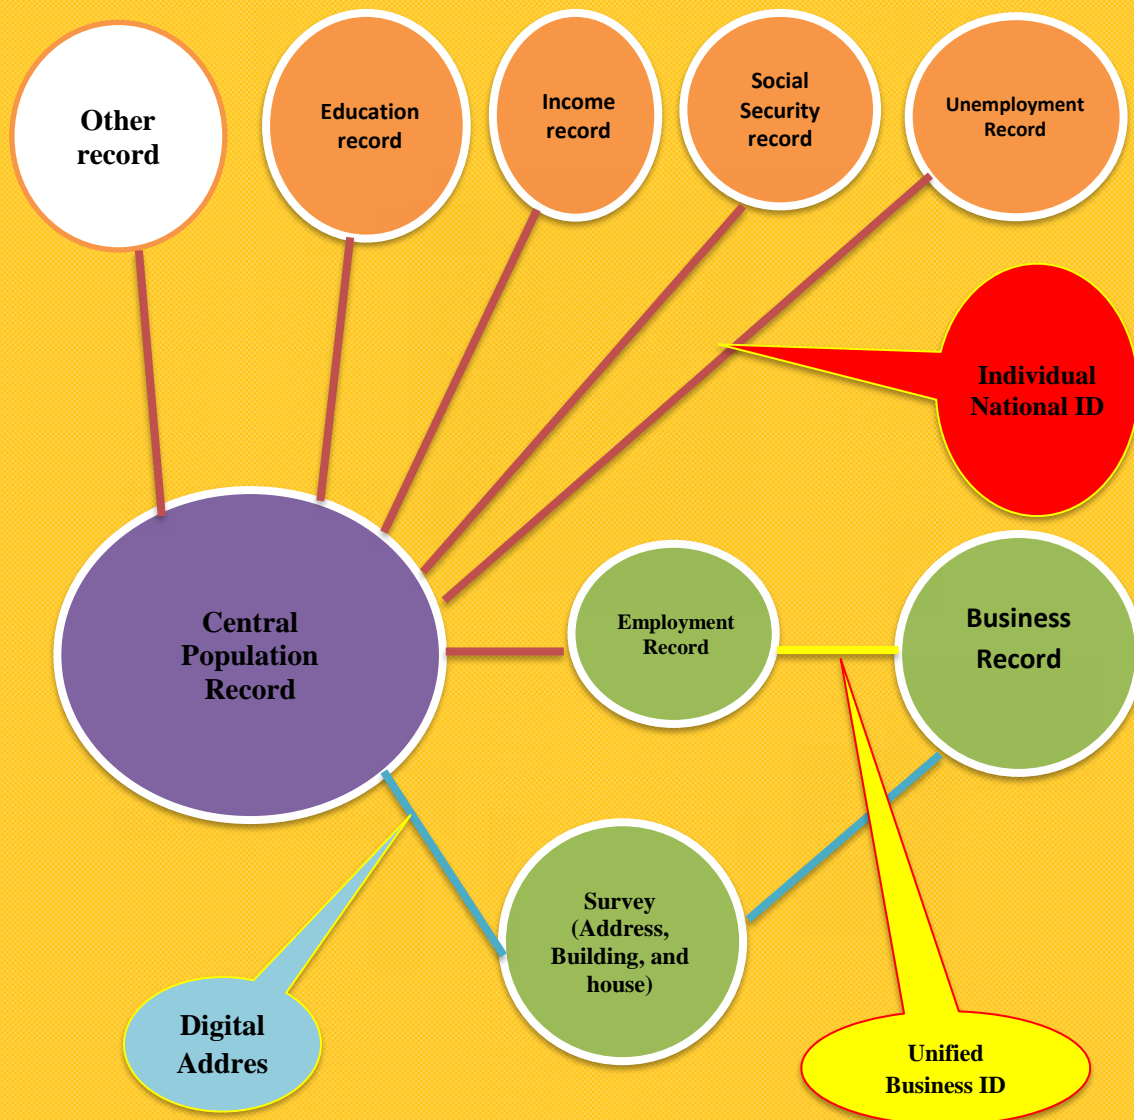 Other
record
Education
record
Income
record
Social
Security
record
Unemployment
Record
Individual
National ID
Central
Population
Record
Employment
Record
Business
Record
Survey
(Address,
Building, and
house)
Digital
Addres
Unified
Business ID